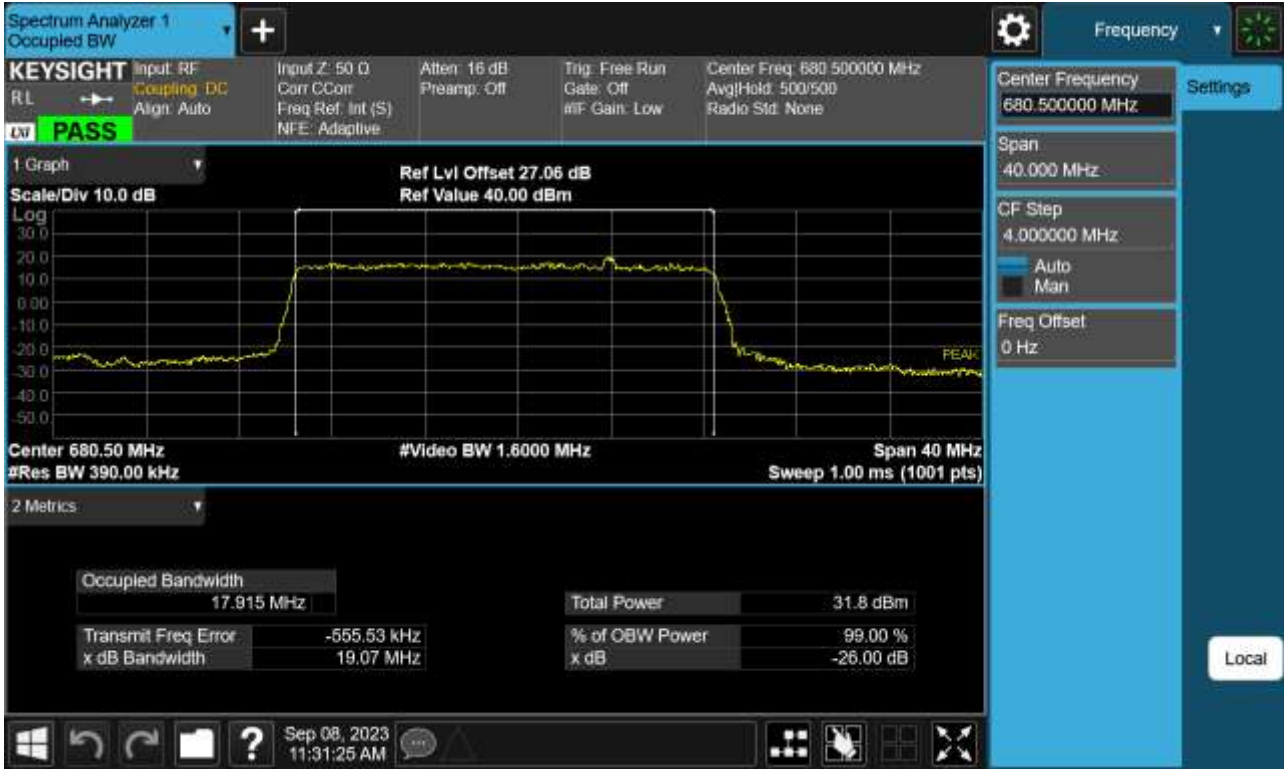 Spectrum Analyzer 1
Occupied BW
+
Frequency
KEYSIGHT
RL
LXI
PASS
Input: RF
Coupling: DC
Align: Auto
Input Z: 50 Ω
Corr CCorr
Freq Ref: Int (S)
NFE: Adaptive
Atten: 16 dB
Preamp: Off
Trig: Free Run
Gate: Off
#IF Gain: Low
Center Freq: 680.500000 MHz
Avg|Hold: 500/500
Radio Std: None
Center Frequency
680.500000 MHz
Settings
Span
40.000 MHz
CF Step
4.000000 MHz
Auto
Man
Freq Offset
0 Hz
Local
1 Graph
Scale/Div 10.0 dB
Ref Lvl Offset 27.06 dB
Ref Value 40.00 dBm
Log
30.0
20.0
10.0
0.00
-10.0
-20.0
-30.0
-40.0
-50.0
PEAK
Center 680.50 MHz
#Video BW 1.6000 MHz
Span 40 MHz
#Res BW 390.00 kHz
Sweep 1.00 ms (1001 pts)
2 Metrics
Occupied Bandwidth
17.915 MHz
Total Power 31.8 dBm
Transmit Freq Error -555.53 kHz
% of OBW Power 99.00 %
x dB Bandwidth 19.07 MHz
x dB -26.00 dB
?
Sep 08, 2023
11:31:25 AM